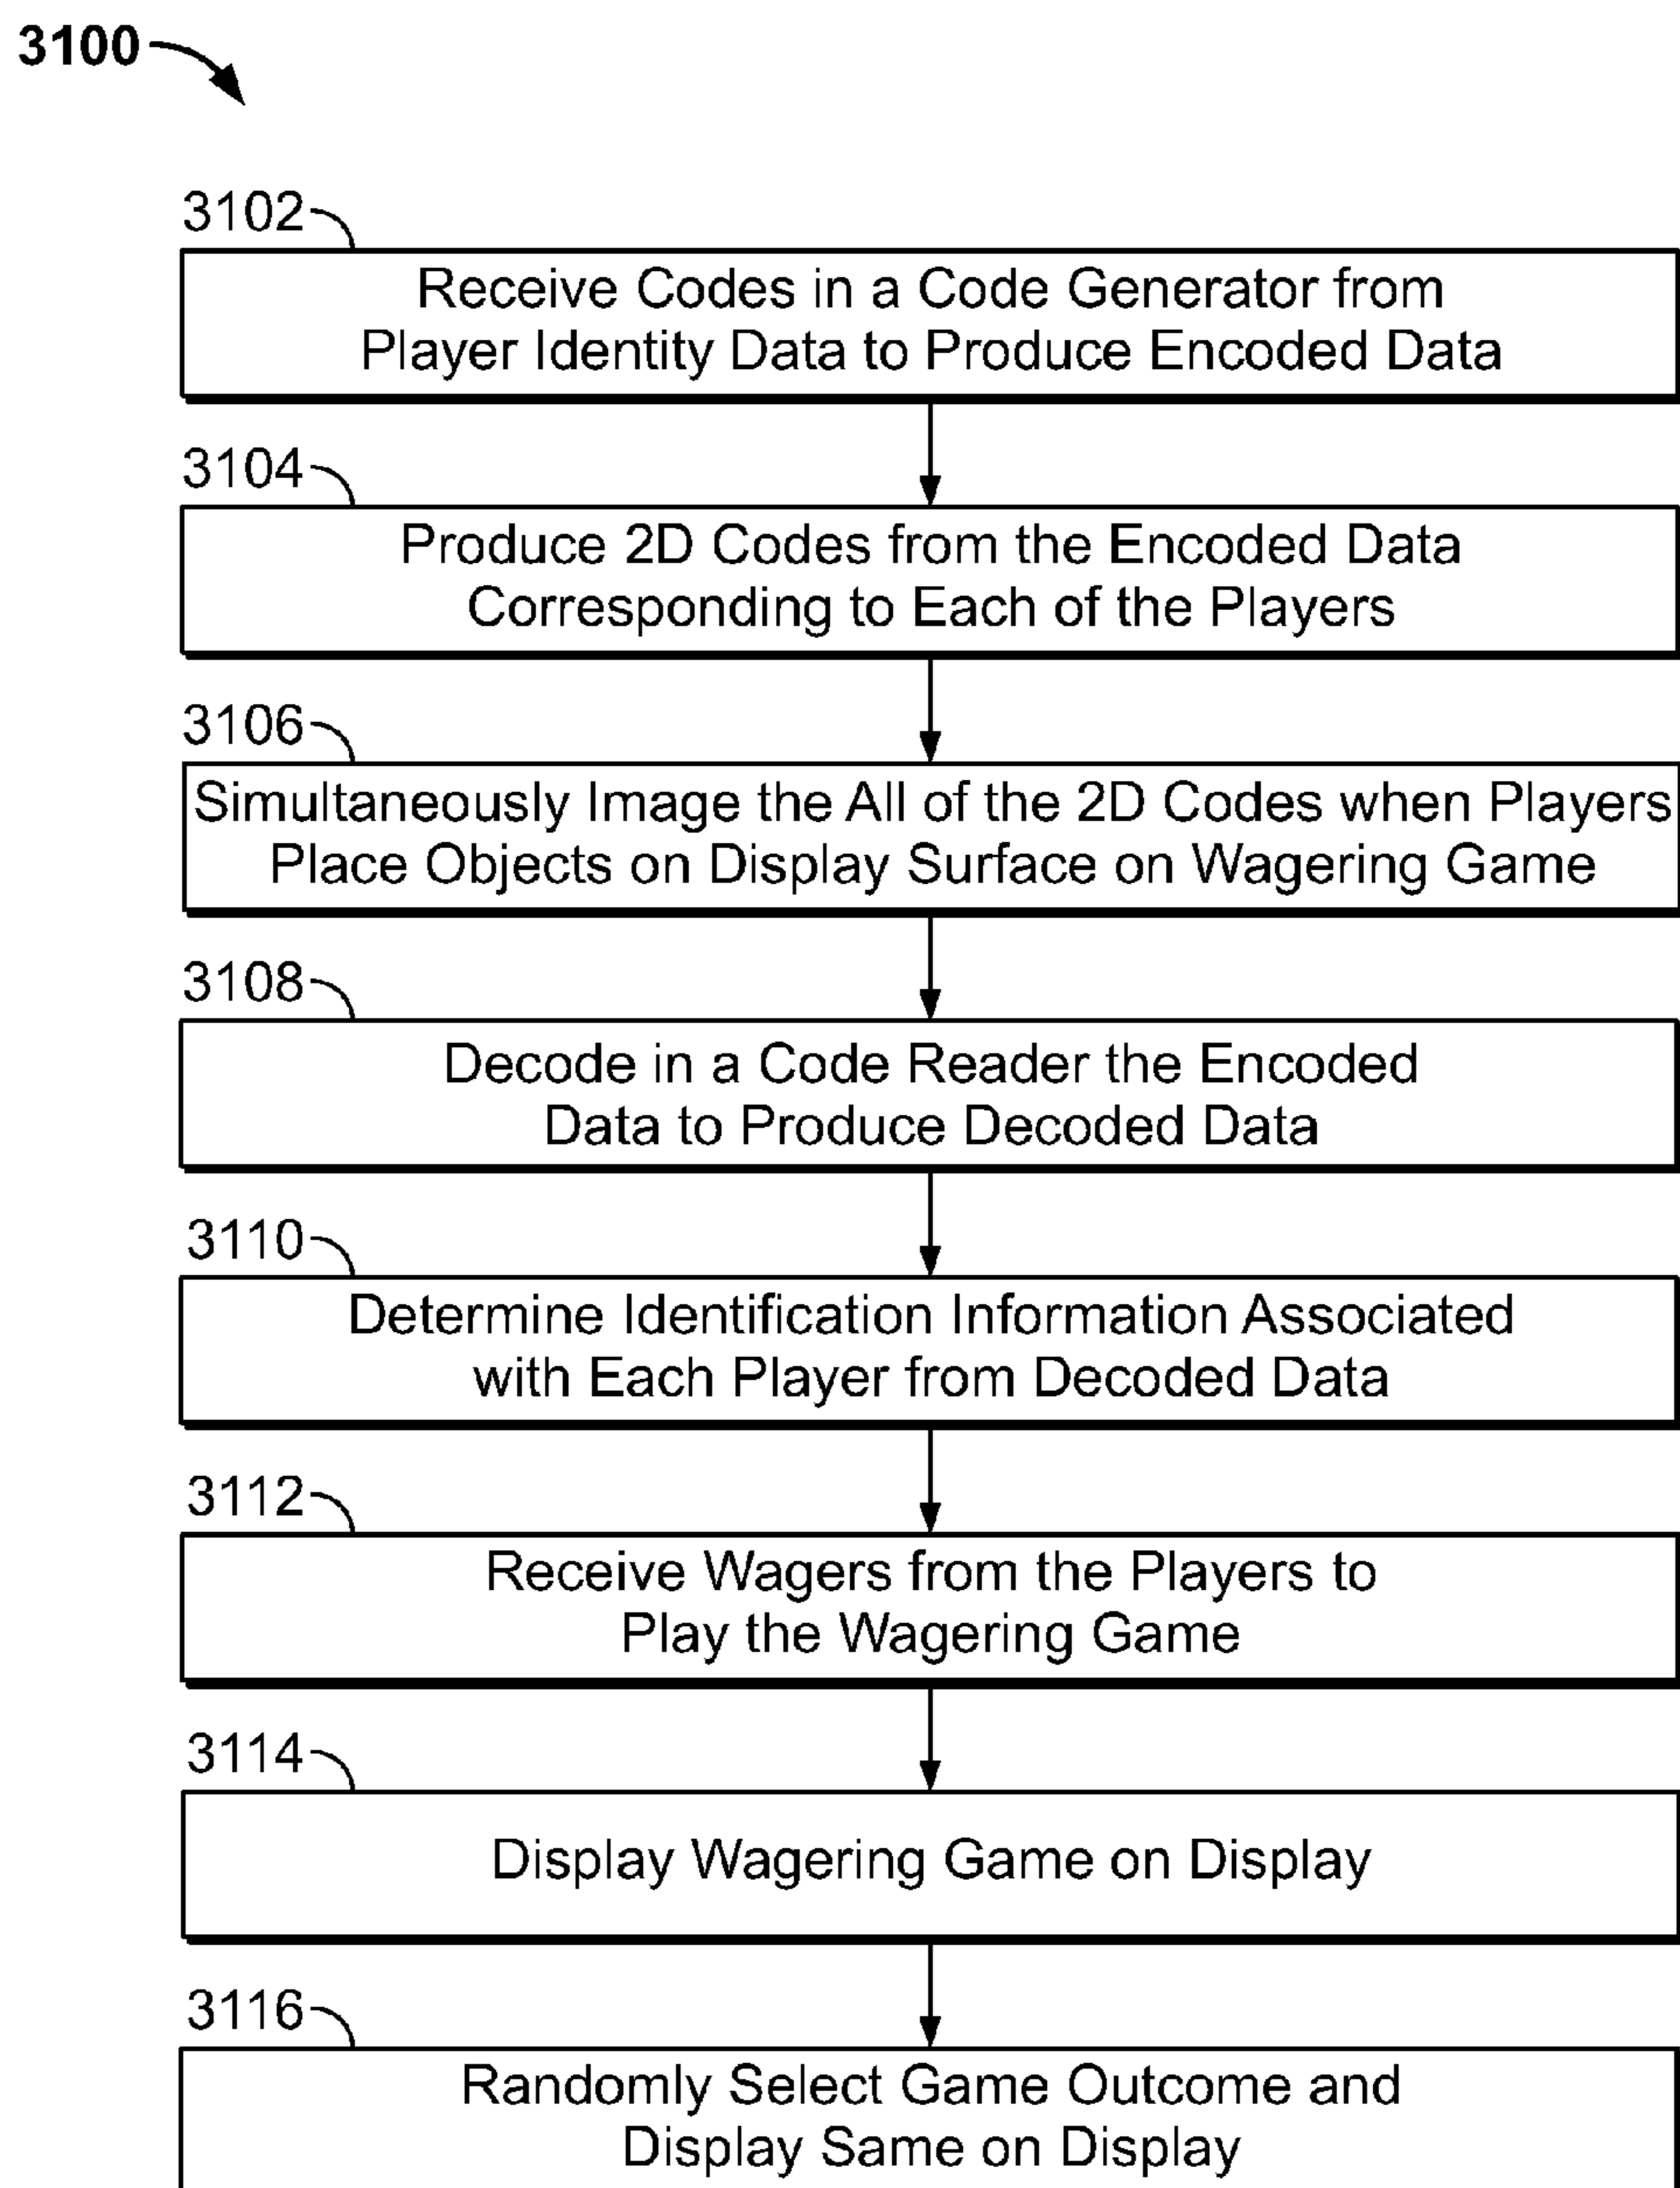 3100
3102
Receive Codes in a Code Generator from
Player Identity Data to Produce Encoded Data
3104
Produce 2D Codes from the Encoded Data
Corresponding to Each of the Players
3106
Simultaneously Image the All of the 2D Codes when Players
Place Objects on Display Surface on Wagering Game
3108
Decode in a Code Reader the Encoded
Data to Produce Decoded Data
3110
Determine Identification Information Associated
with Each Player from Decoded Data
3112
Receive Wagers from the Players to
Play the Wagering Game
3114
Display Wagering Game on Display
3116
Randomly Select Game Outcome and
Display Same on Display